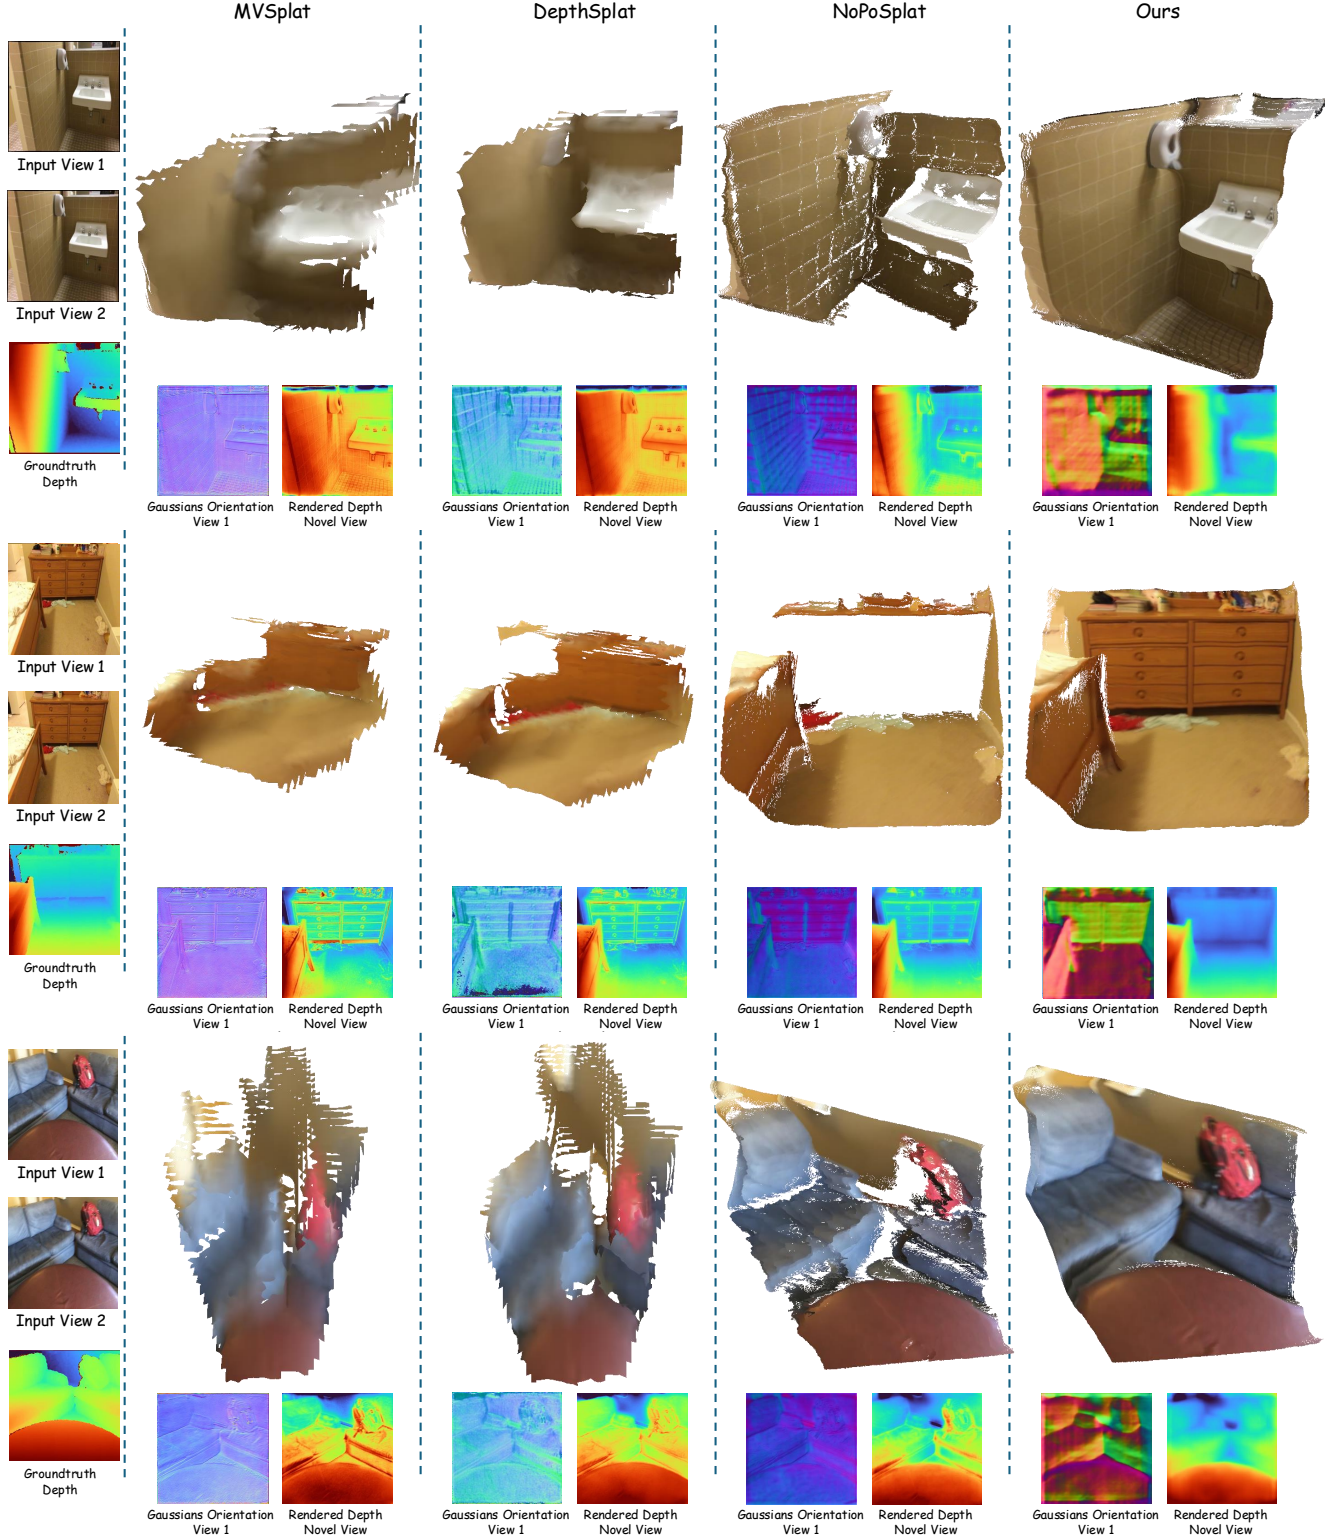 MVSplat
DepthSplat
NoPoSplat
Ours
Input View 1
Input View 2
Groundtruth
Depth
Gaussians Orientation
View 1
Rendered Depth
Novel View
Gaussians Orientation
View 1
Rendered Depth
Novel View
Gaussians Orientation
View 1
Rendered Depth
Novel View
Gaussians Orientation
View 1
Rendered Depth
Novel View
Input View 1
Input View 2
Groundtruth
Depth
Gaussians Orientation
View 1
Rendered Depth
Novel View
Gaussians Orientation
View 1
Rendered Depth
Novel View
Gaussians Orientation
View 1
Rendered Depth
Novel View
Gaussians Orientation
View 1
Rendered Depth
Novel View
Input View 1
Input View 2
Groundtruth
Depth
Gaussians Orientation
View 1
Rendered Depth
Novel View
Gaussians Orientation
View 1
Rendered Depth
Novel View
Gaussians Orientation
View 1
Rendered Depth
Novel View
Gaussians Orientation
View 1
Rendered Depth
Novel View